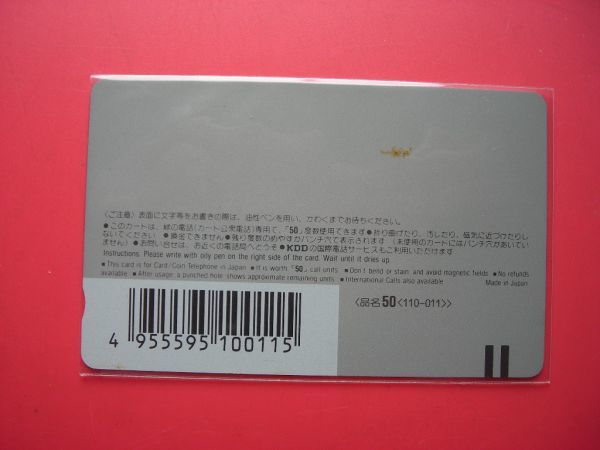 〈ご注意〉表面に文字等をお書きの際は、油性ペンを用い、かわくまでお待ちください。
●このカードは、緑の電話(カード公衆電話)専用で、「50」度数使用できます●折り曲げたり、汚したり、磁気に近づけたりし
ないでください●換金できません●残り度数のめやすがパンチ穴で表示されます(未使用のカードにはパンチ穴があいてい
ません)●お問い合せは、お近くの電話局へどうぞ●KDDの国際電話サービスもご利用いただけます
Instructions Please write with oily pen on the right side of the card. Wait until it dries up
■ This card is for Card/Coin Telephone in Japan ■ It is worth「50」call units ■ Don't bend or stain and avoid magnetic fields ■ No refunds
available ■ After usage, a punched hole shows approximate remaining units ■ International Calls also available Made in Japan
〈品名50<110-011>〉
4 955595 100115